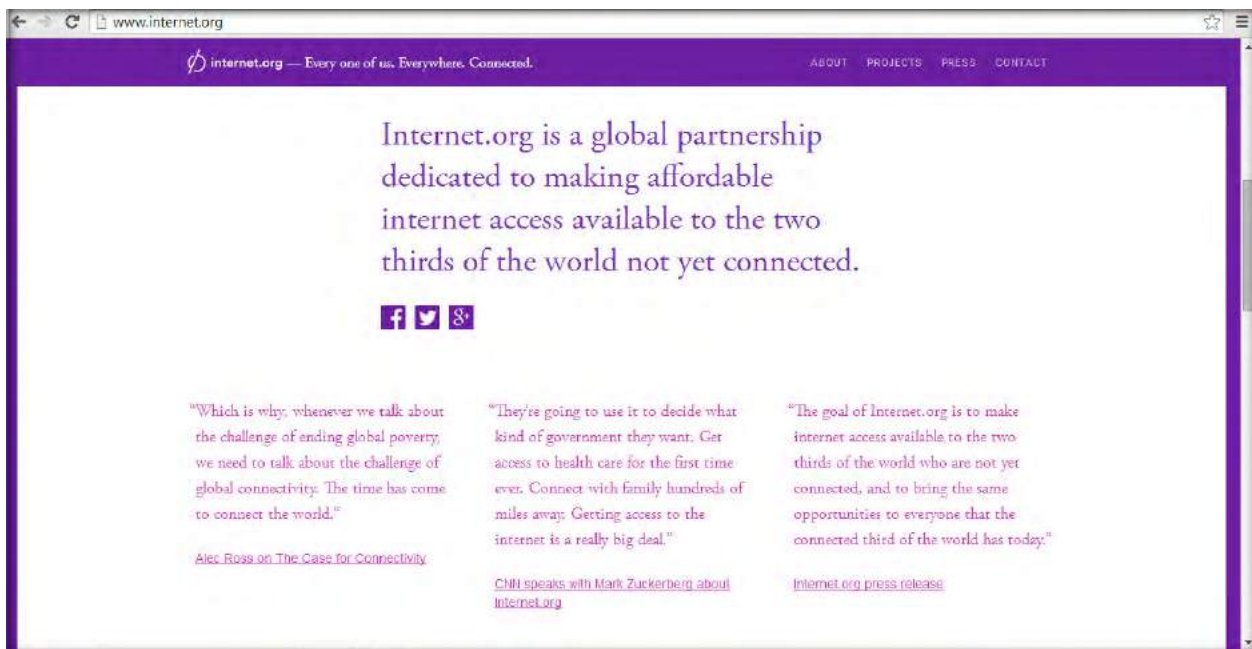 www.internet.org
internet.org — Every one of us. Everywhere. Connected.
ABOUT PROJECTS PRESS CONTACT
Internet.org is a global partnership
dedicated to making affordable
internet access available to the two
thirds of the world not yet connected.
“Which is why, whenever we talk about
the challenge of ending global poverty,
we need to talk about the challenge of
global connectivity. The time has come
to connect the world.“
Alec Ross on The Case for Connectivity
“They're going to use it to decide what
kind of government they want. Get
access to health care for the first time
ever. Connect with family hundreds of
miles away. Getting access to the
internet is a really big deal.“
CNN speaks with Mark Zuckerberg about
Internet.org
“The goal of Internet.org is to make
internet access available to the two
thirds of the world who are not yet
connected, and to bring the same
opportunities to everyone that the
connected third of the world has today.“
Internet.org press release